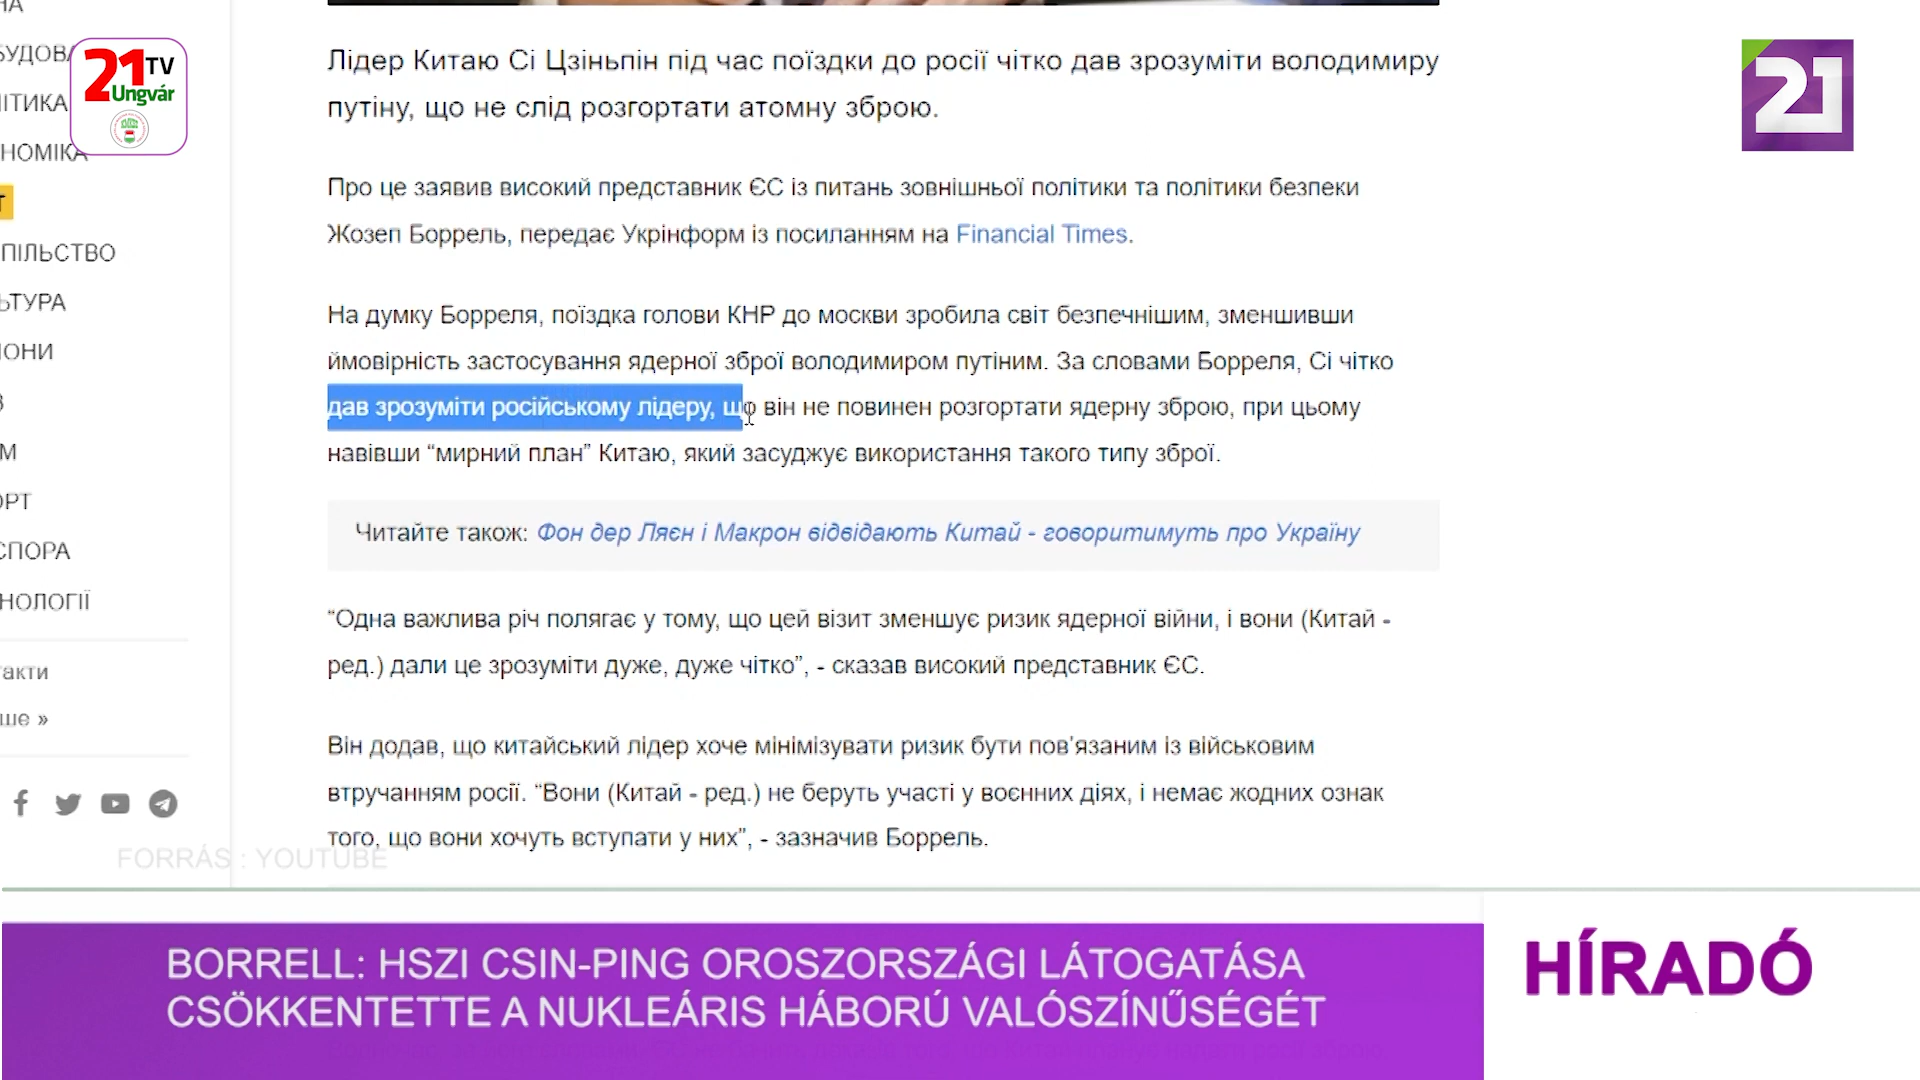 НА
БУДОВА
ІТИКА
НОМІКА
Т
ПІЛЬСТВО
ЬТУРА
ІОНИ
В
М
ОРТ
СПОРА
НОЛОГІЇ
такти
ше »
21 TV
Ungvár
21
Лідер Китаю Сі Цзіньпін під час поїздки до росії чітко дав зрозуміти володимиру
путіну, що не слід розгортати атомну зброю.
Про це заявив високий представник ЄС із питань зовнішньої політики та політики безпеки
Жозеп Боррель, передає Укрінформ із посиланням на Financial Times.
На думку Борреля, поїздка голови КНР до москви зробила світ безпечнішим, зменшивши
ймовірність застосування ядерної зброї володимиром путіним. За словами Борреля, Сі чітко
дав зрозуміти російському лідеру, що він не повинен розгортати ядерну зброю, при цьому
навівши “мирний план” Китаю, який засуджує використання такого типу зброї.
Читайте також: Фон дер Ляєн і Макрон відвідають Китай - говоритимуть про Україну
“Одна важлива річ полягає у тому, що цей візит зменшує ризик ядерної війни, і вони (Китай -
ред.) дали це зрозуміти дуже, дуже чітко”, - сказав високий представник ЄС.
Він додав, що китайський лідер хоче мінімізувати ризик бути пов’язаним із військовим
втручанням росії. “Вони (Китай - ред.) не беруть участі у воєнних діях, і немає жодних ознак
того, що вони хочуть вступати у них”, - зазначив Боррель.
FORRÁS : YOUTUBE
BORRELL: HSZI CSIN-PING OROSZORSZÁGI LÁTOGATÁSA
CSÖKKENTETTE A NUKLEÁRIS HÁBORÚ VALÓSZÍNŰSÉGÉT
HÍRADÓ